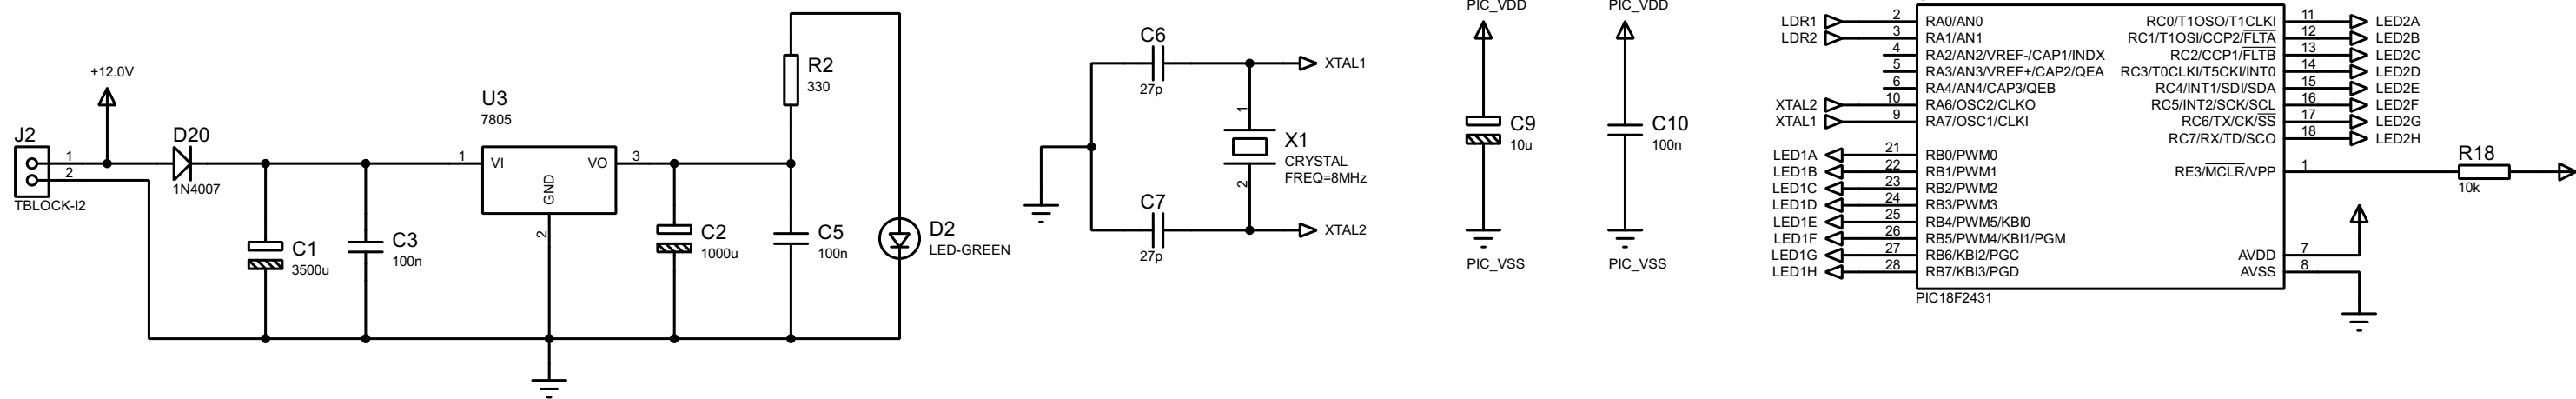 J2
1
2
TBLOCK-I2
+12.0V
D20
1N4007
C1
3500u
C3
100n
U3
7805
1
VI
VO
3
GND
2
C2
1000u
R2
330
C5
100n
D2
LED-GREEN
C6
27p
XTAL1
1
X1
CRYSTAL
FREQ=8MHz
2
C7
27p
XTAL2
PIC_VDD
C9
10u
PIC_VSS
PIC_VDD
C10
100n
PIC_VSS
LDR1 2 RA0/AN0
LDR2 3 RA1/AN1
4 RA2/AN2/VREF-/CAP1/INDX
5 RA3/AN3/VREF+/CAP2/QEA
6 RA4/AN4/CAP3/QEB
XTAL2 10 RA6/OSC2/CLKO
XTAL1 9 RA7/OSC1/CLKI
LED1A 21 RB0/PWM0
LED1B 22 RB1/PWM1
LED1C 23 RB2/PWM2
LED1D 24 RB3/PWM3
LED1E 25 RB4/PWM5/KBI0
LED1F 26 RB5/PWM4/KBI1/PGM
LED1G 27 RB6/KBI2/PGC
LED1H 28 RB7/KBI3/PGD
PIC18F2431
RC0/T1OSO/T1CLKI 11 LED2A
RC1/T1OSI/CCP2/FLTA 12 LED2B
RC2/CCP1/FLTB 13 LED2C
RC3/T0CLKI/T5CKI/INT0 14 LED2D
RC4/INT1/SDI/SDA 15 LED2E
RC5/INT2/SCK/SCL 16 LED2F
RC6/TX/CK/SS 17 LED2G
RC7/RX/TD/SCO 18 LED2H
RE3/MCLR/VPP 1
R18
10k
AVDD 7
AVSS 8